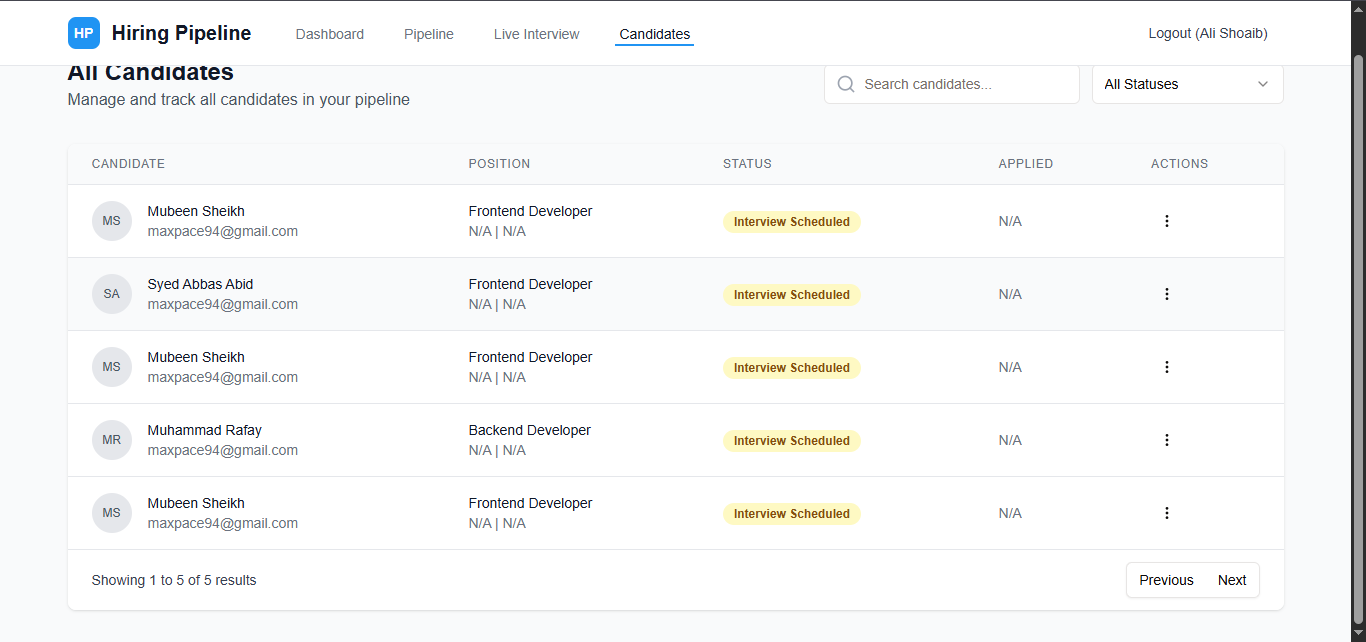 HP Hiring Pipeline Dashboard Pipeline Live Interview Candidates Logout (Ali Shoaib)
All Candidates
Manage and track all candidates in your pipeline
Search candidates... All Statuses
CANDIDATE POSITION STATUS APPLIED ACTIONS
MS Mubeen Sheikh Frontend Developer Interview Scheduled N/A
maxpace94@gmail.com N/A | N/A
SA Syed Abbas Abid Frontend Developer Interview Scheduled N/A
maxpace94@gmail.com N/A | N/A
MS Mubeen Sheikh Frontend Developer Interview Scheduled N/A
maxpace94@gmail.com N/A | N/A
MR Muhammad Rafay Backend Developer Interview Scheduled N/A
maxpace94@gmail.com N/A | N/A
MS Mubeen Sheikh Frontend Developer Interview Scheduled N/A
maxpace94@gmail.com N/A | N/A
Showing 1 to 5 of 5 results Previous Next